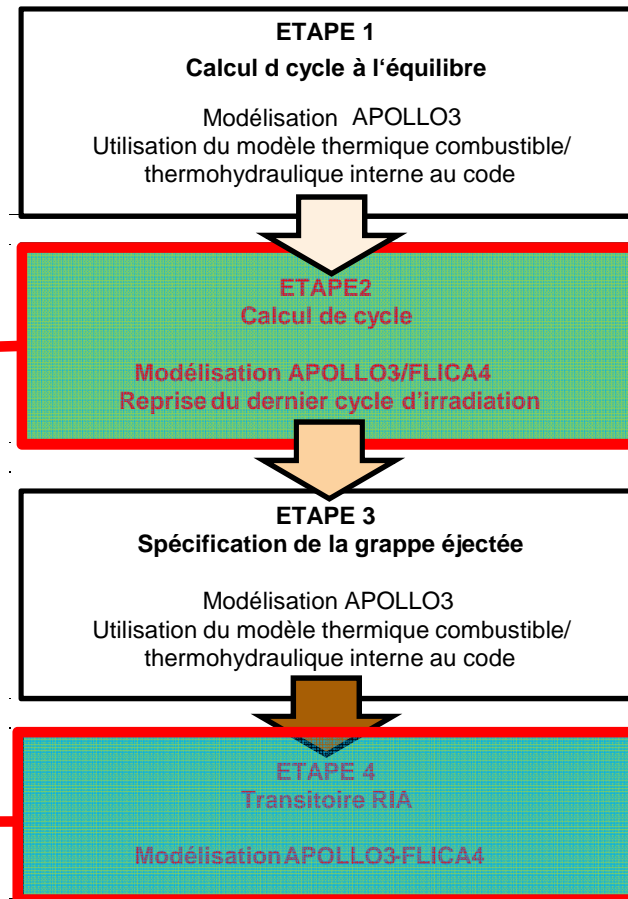 ETAPE 1
Calcul d cycle à l‘équilibre
Modélisation APOLLO3
Utilisation du modèle thermique combustible/
thermohydraulique interne au code
ETAPE2
Calcul de cycle
Modélisation APOLLO3/FLICA4
Reprise du dernier cycle d’irradiation
ETAPE 3
Spécification de la grappe éjectée
Modélisation APOLLO3
Utilisation du modèle thermique combustible/
thermohydraulique interne au code
ETAPE 4
Transitoire RIA
Modélisation APOLLO3-FLICA4